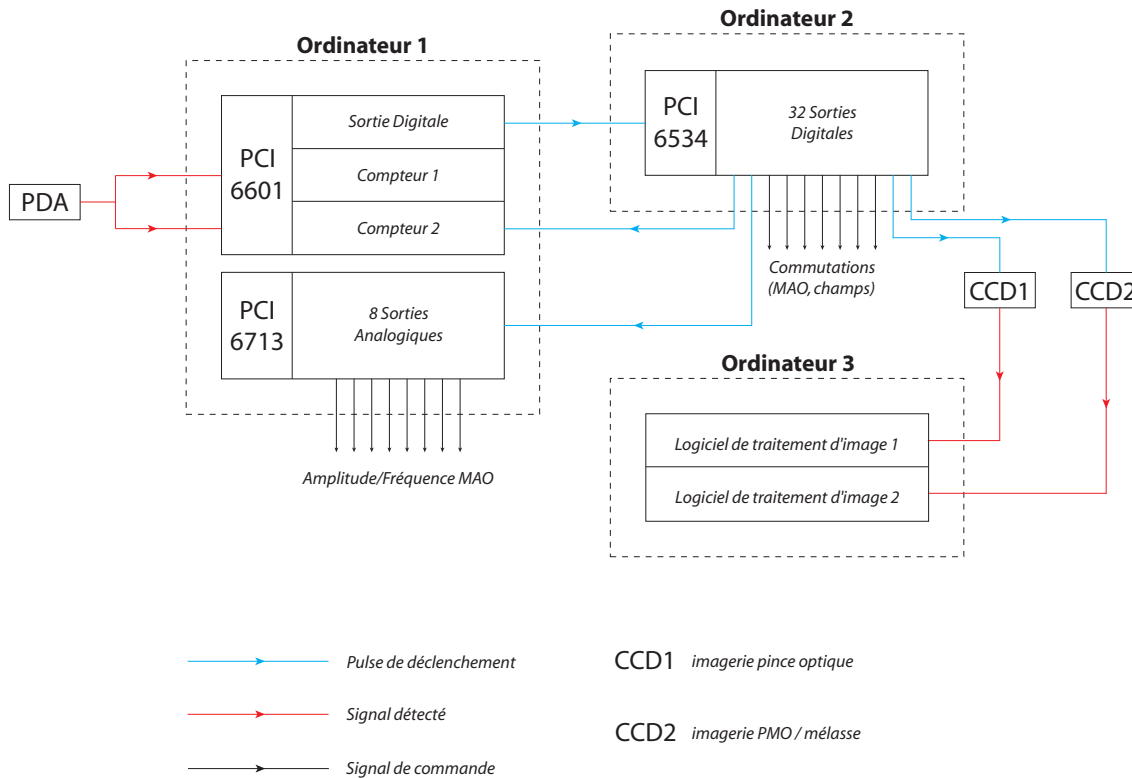 Ordinateur 1
Ordinateur 2
PDA
PCI
6601
Sortie Digitale
Compteur 1
Compteur 2
PCI
6713
8 Sorties
Analogiques
Amplitude/Fréquence MAO
PCI
6534
32 Sorties
Digitales
Commutations
(MAO, champs)
CCD1
CCD2
Ordinateur 3
Logiciel de traitement d'image 1
Logiciel de traitement d'image 2
Pulse de déclenchement
Signal détecté
Signal de commande
CCD1 imagerie pince optique
CCD2 imagerie PMO / mélasse